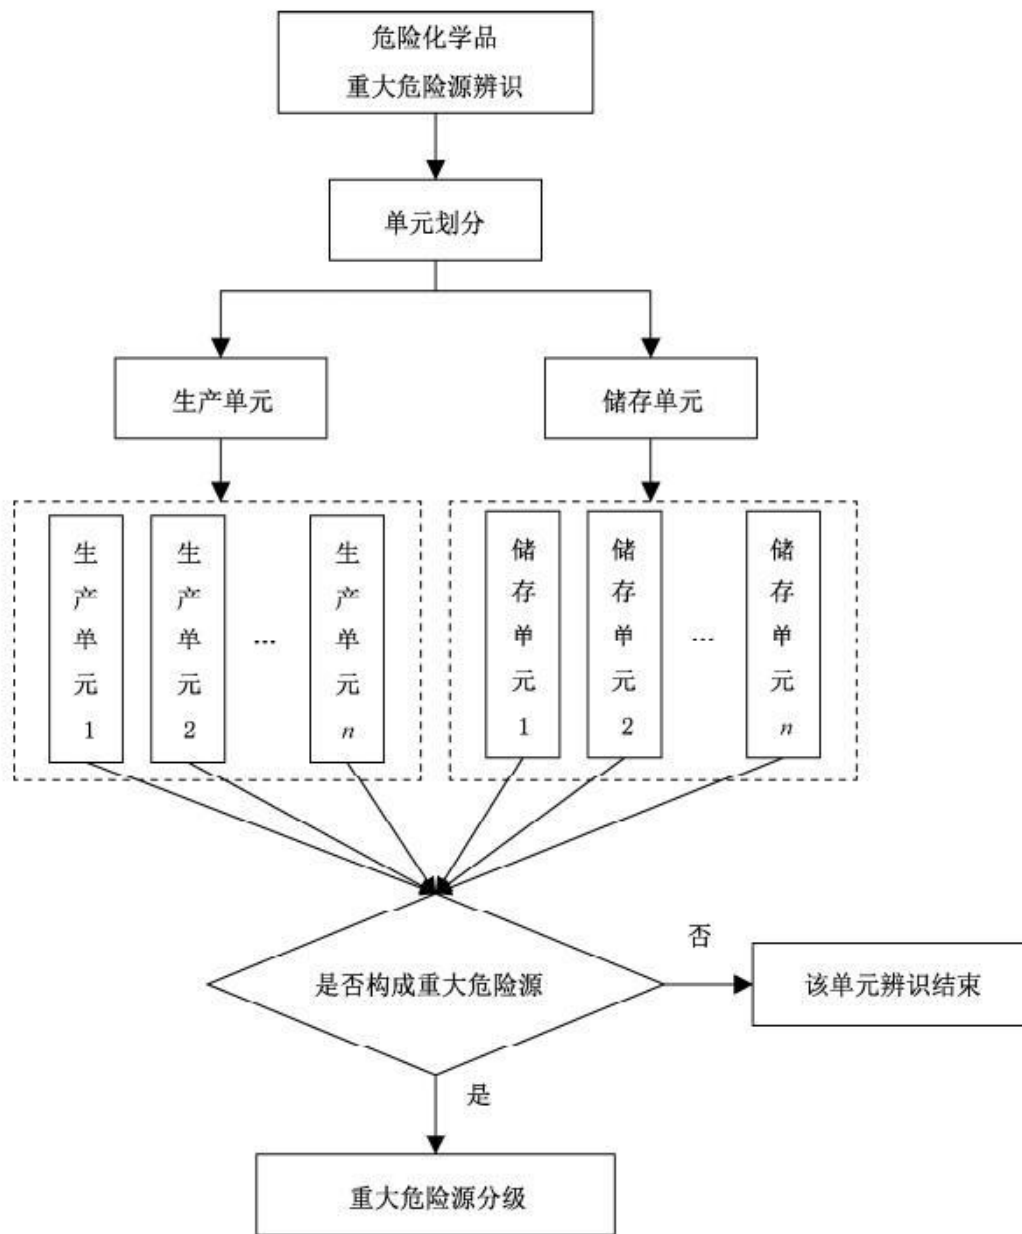 危险化学品
重大危险源辨识
单元划分
生产单元
储存单元
生产单元1
生产单元2
…
生产单元n
储存单元1
储存单元2
…
储存单元n
是否构成重大危险源
否
该单元辨识结束
是
重大危险源分级